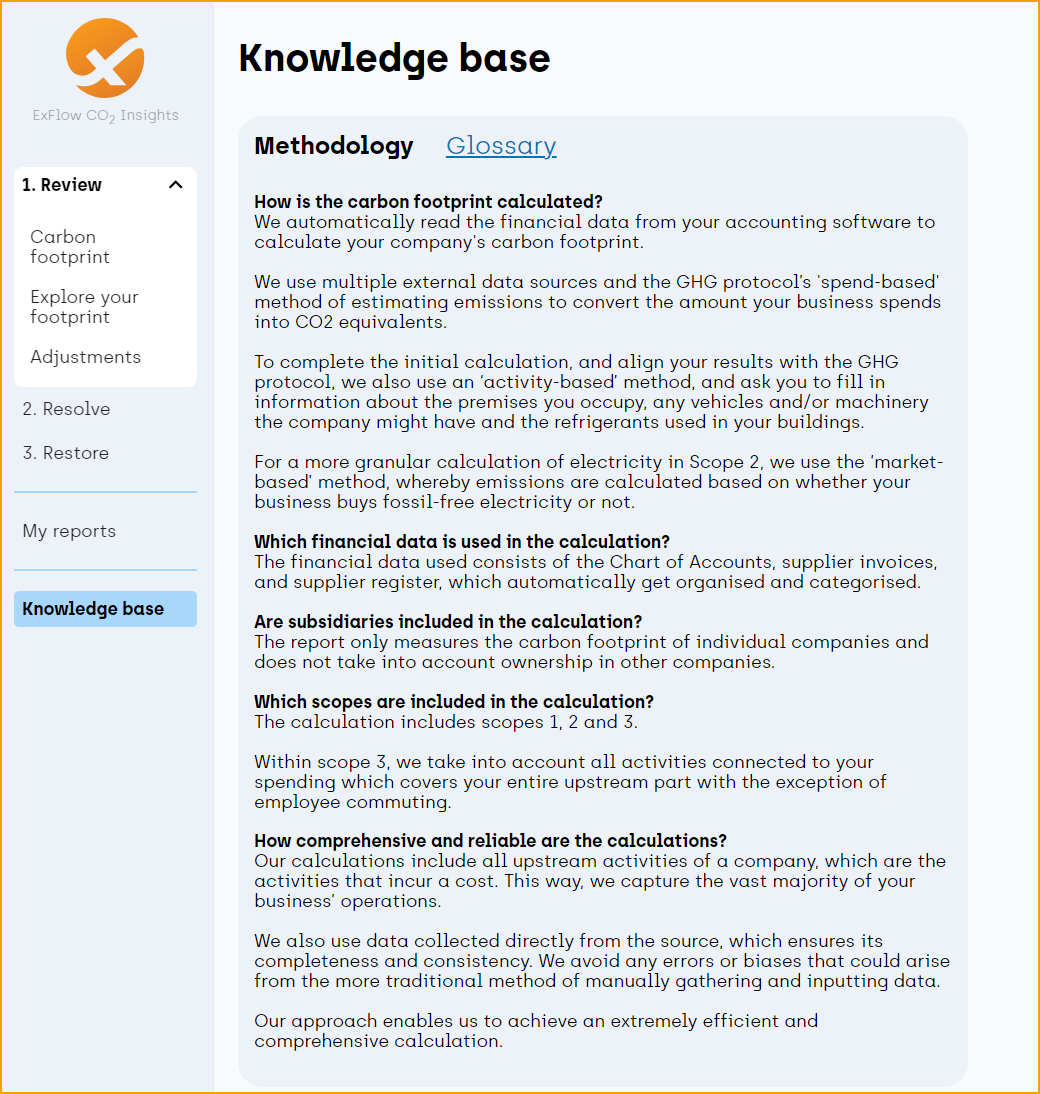 ExFlow CO2 Insights
1. Review
Carbon
footprint
Explore your
footprint
Adjustments
2. Resolve
3. Restore
My reports
Knowledge base
Knowledge base
Methodology Glossary
How is the carbon footprint calculated?
We automatically read the financial data from your accounting software to
calculate your company's carbon footprint.
We use multiple external data sources and the GHG protocol’s 'spend-based'
method of estimating emissions to convert the amount your business spends
into CO2 equivalents.
To complete the initial calculation, and align your results with the GHG
protocol, we also use an ‘activity-based’ method, and ask you to fill in
information about the premises you occupy, any vehicles and/or machinery
the company might have and the refrigerants used in your buildings.
For a more granular calculation of electricity in Scope 2, we use the ‘market-
based’ method, whereby emissions are calculated based on whether your
business buys fossil-free electricity or not.
Which financial data is used in the calculation?
The financial data used consists of the Chart of Accounts, supplier invoices,
and supplier register, which automatically get organised and categorised.
Are subsidiaries included in the calculation?
The report only measures the carbon footprint of individual companies and
does not take into account ownership in other companies.
Which scopes are included in the calculation?
The calculation includes scopes 1, 2 and 3.
Within scope 3, we take into account all activities connected to your
spending which covers your entire upstream part with the exception of
employee commuting.
How comprehensive and reliable are the calculations?
Our calculations include all upstream activities of a company, which are the
activities that incur a cost. This way, we capture the vast majority of your
business’ operations.
We also use data collected directly from the source, which ensures its
completeness and consistency. We avoid any errors or biases that could arise
from the more traditional method of manually gathering and inputting data.
Our approach enables us to achieve an extremely efficient and
comprehensive calculation.